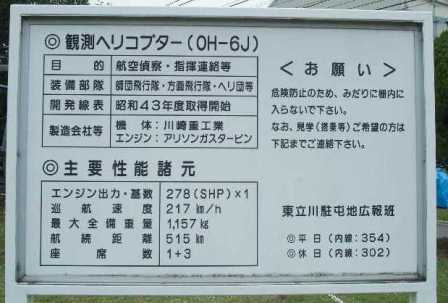 ◎観測ヘリコプター(OH-6J)
目的 航空偵察・指揮連絡等
装備部隊 師団飛行隊・方面飛行隊・ヘリ団等
開発線表 昭和43年度取得開始
製造会社等 機体:川崎重工業
エンジン:アリソンガスタービン
◎主要性能諸元
エンジン出力・基数 278(SHP)×1
巡航速度 217㎞/h
最大全備重量 1,157㎏
航続距離 515㎞
座席数 1+3
<お願い>
危険防止のため、みだりに柵内に
入らないで下さい。
なお、見学(搭乗等)ご希望の方は
下記までご連絡下さい。
東立川駐屯地広報班
◎平日(内線:354)
◎休日(内線:302)